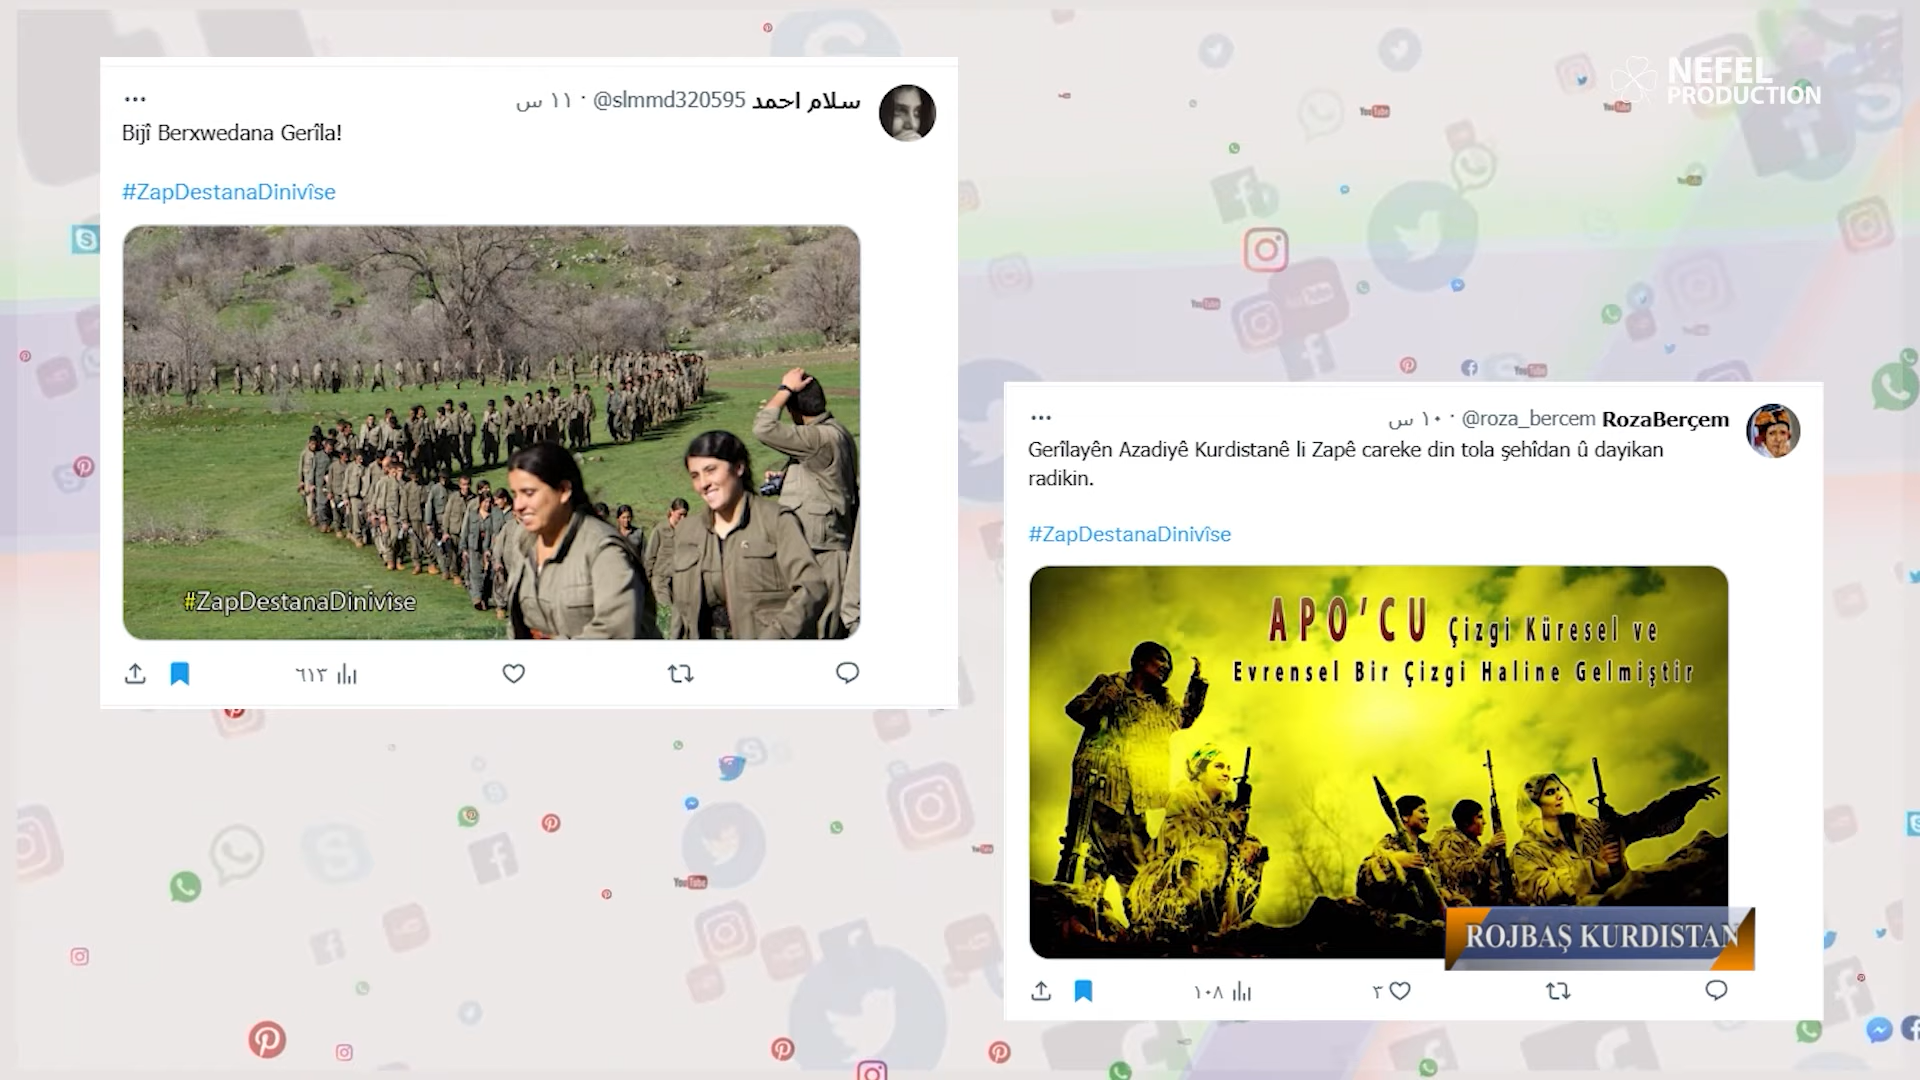 NEFEL
PRODUCTION
سلام احمد @slmmd320595 · ١١ س
Bijî Berxwedana Gerîla!
#ZapDestanaDinivîse
#ZapDestanaDinivîse
٦١٣
RozaBerçem @roza_bercem · ١٠ س
Gerîlayên Azadiyê Kurdistanê li Zapê careke din tola şehîdan û dayikan
radikin.
#ZapDestanaDinivîse
APO'CU Çizgi Küresel ve
Evrensel Bir Çizgi Haline Gelmiştir
ROJBAŞ KURDISTAN
١٠٨
٣